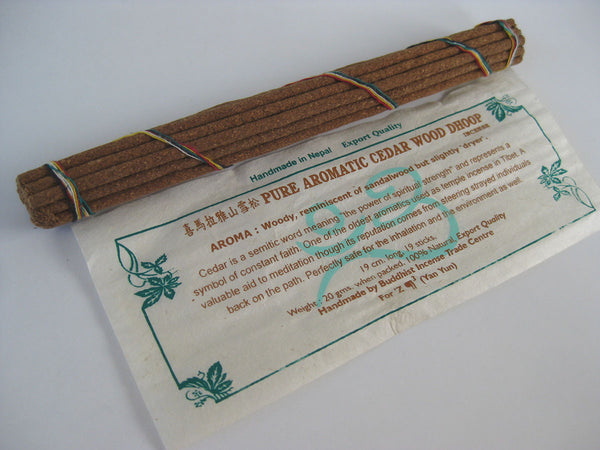 Handmade in Nepal Export Quality
喜馬拉雅山雪松 PURE AROMATIC CEDAR WOOD DHOOP
INCENSE
AROMA : Woody, reminiscent of sandalwood but slightly 'dryer'.
Cedar is a semitic word meaning "the power of spiritual strength" and represents a
symbol of constant faith. One of the oldest aromatics used as temple incense in Tibet. A
valuable aid to meditation though its reputation comes from steering strayed individuals
back on the path. Perfectly safe for the inhalation and the environment as well.
19 cm. long, 19 sticks.
Weight: 20 gms. when packed, 100% Natural, Export Quality
Handmade by Buddhist Incense Trade Centre
(Yan Yun)